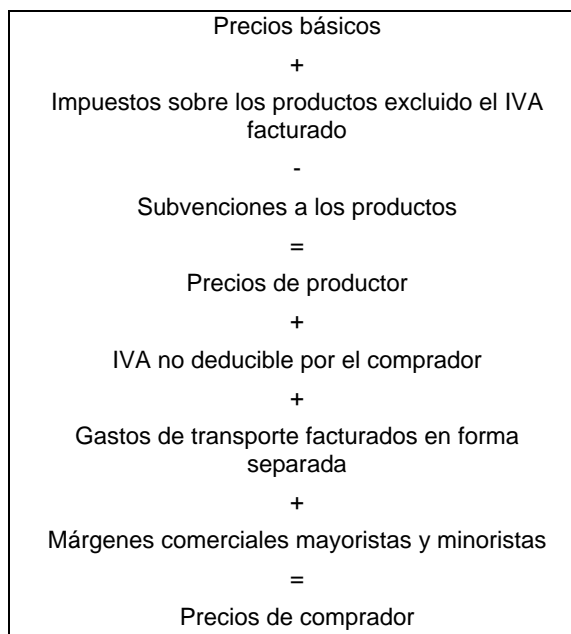 Precios básicos
+
Impuestos sobre los productos excluido el IVA
facturado
-
Subvenciones a los productos
=
Precios de productor
+
IVA no deducible por el comprador
+
Gastos de transporte facturados en forma
separada
+
Márgenes comerciales mayoristas y minoristas
=
Precios de comprador